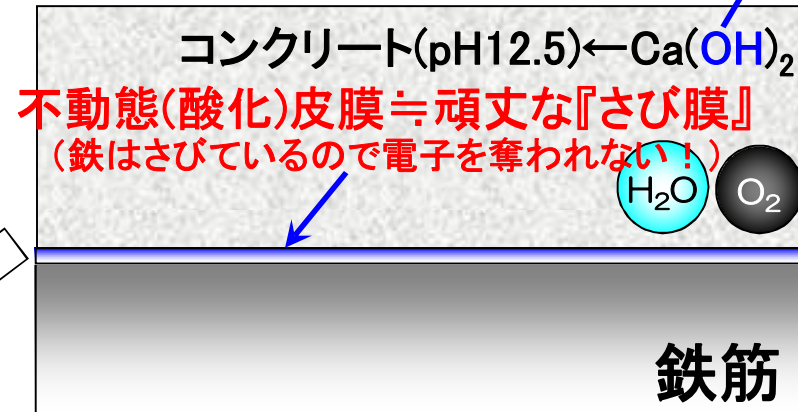 コンクリート(pH12.5)←Ca(OH)₂
不動態(酸化)皮膜≒頑丈な『さび膜』
（鉄はさびているので電子を奪われない！）
H₂O O₂
鉄筋